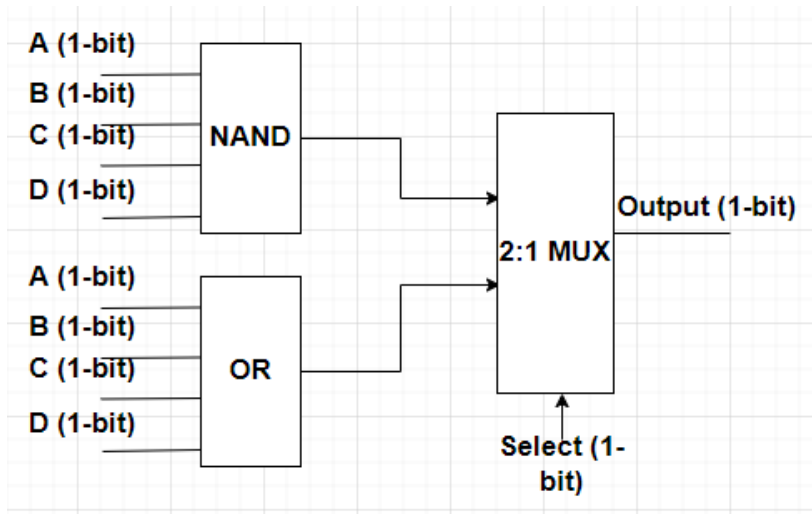 A (1-bit)
B (1-bit)
C (1-bit)
D (1-bit)
NAND
A (1-bit)
B (1-bit)
C (1-bit)
D (1-bit)
OR
2:1 MUX
Output (1-bit)
Select (1-
bit)